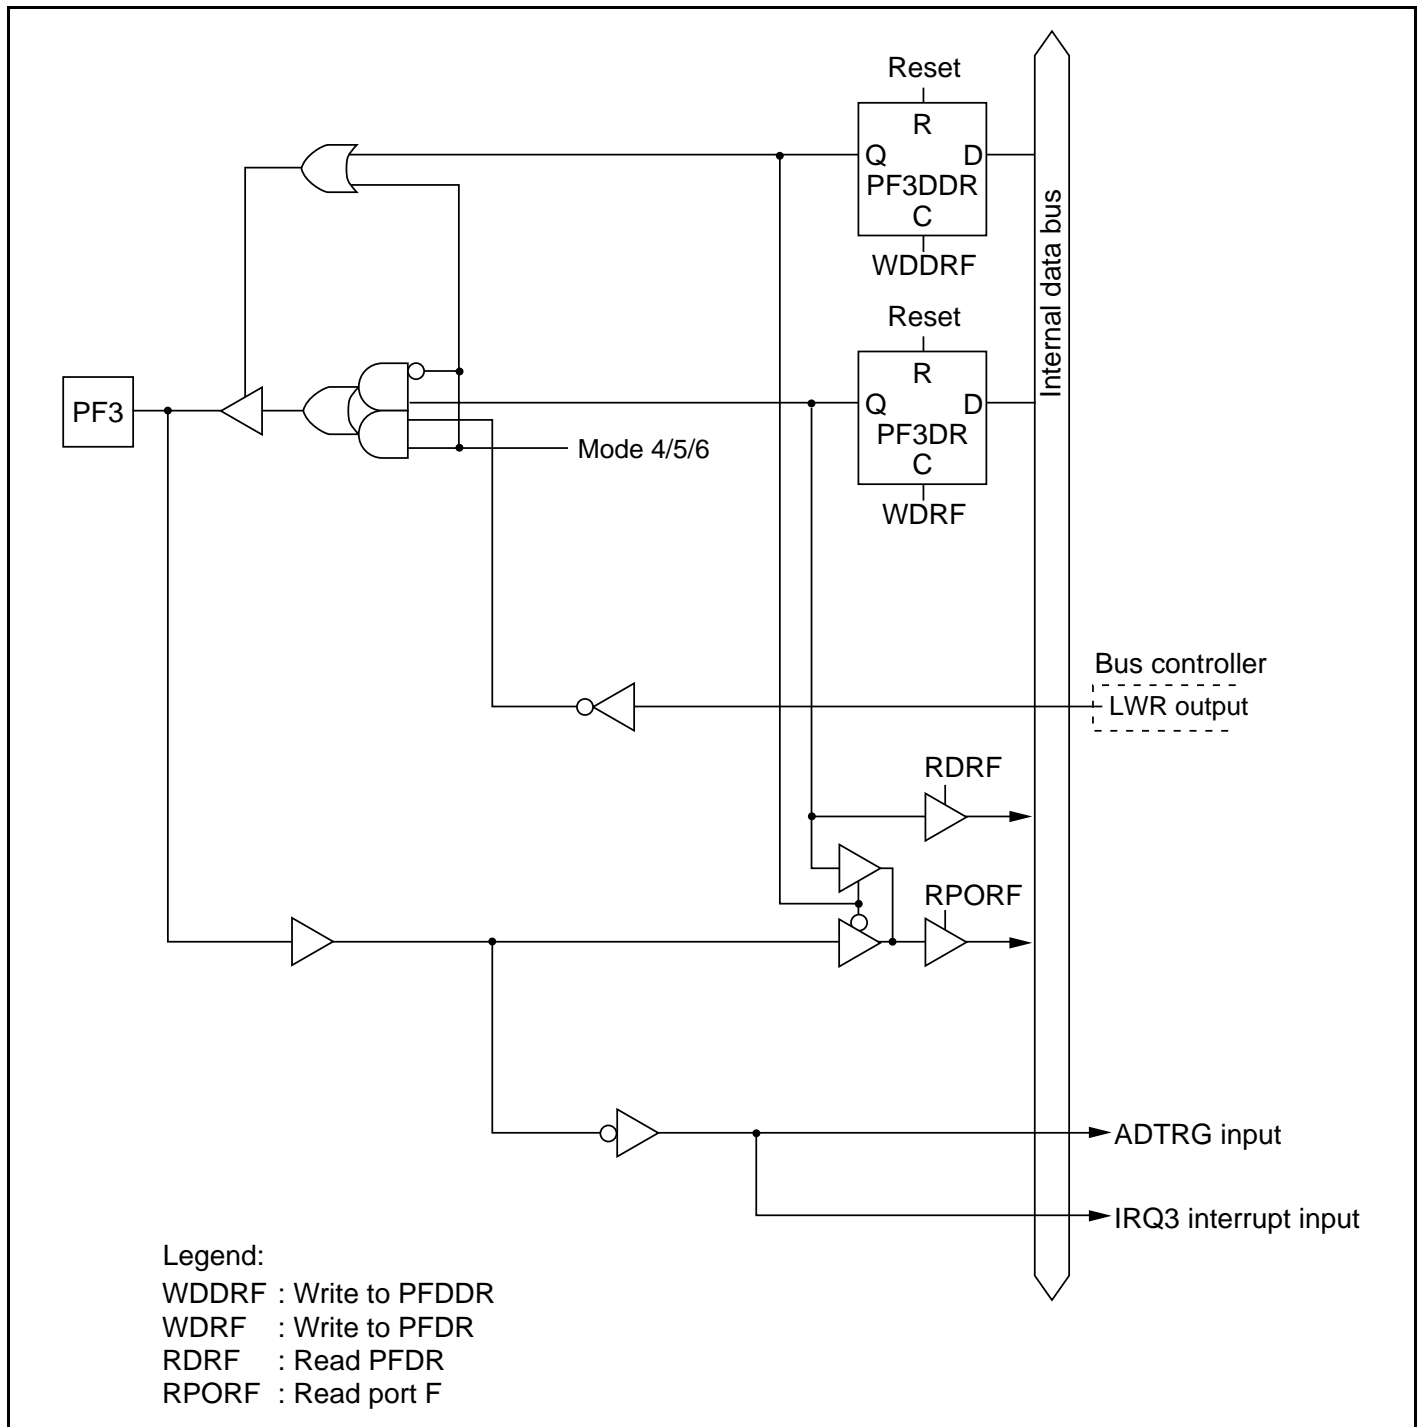 Reset
R
Q D
PF3DDR
C
WDDRF
Internal data bus
Reset
R
PF3
Q D
PF3DR
Mode 4/5/6
C
WDRF
Bus controller
LWR output
RDRF
RPORF
ADTRG input
IRQ3 interrupt input
Legend:
WDDRF : Write to PFDDR
WDRF : Write to PFDR
RDRF : Read PFDR
RPORF : Read port F